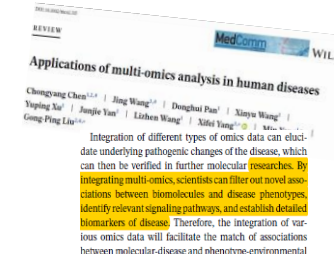 REVIEW
MedComm
WIL
Applications of multi-omics analysis in human diseases
Chongyang Chen | Jing Wang | Donghui Pan | Xinyu Wang |
Yuping Xu | Junjie Yan | Lizhen Wang | Xifei Yang |
Gong-Ping Liu
Integration of different types of omics data can eluci-
date underlying pathogenic changes of the disease, which
can then be verified in further molecular researches. By
integrating multi-omics, scientists can filter out novel asso-
ciations between biomolecules and disease phenotypes,
identify relevant signaling pathways, and establish detailed
biomarkers of disease. Therefore, the integration of var-
ious omics data will facilitate the match of associations
between molecular-disease and phenotype-environmental